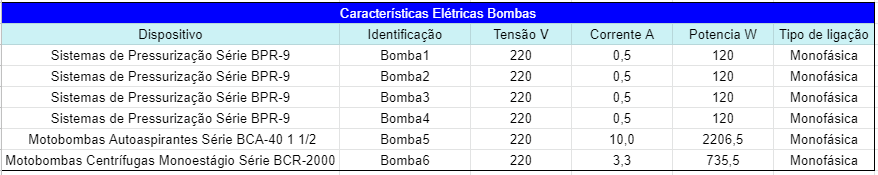 Características Elétricas Bombas
Dispositivo Identificação Tensão V Corrente A Potencia W Tipo de ligação
Sistemas de Pressurização Série BPR-9 Bomba1 220 0,5 120 Monofásica
Sistemas de Pressurização Série BPR-9 Bomba2 220 0,5 120 Monofásica
Sistemas de Pressurização Série BPR-9 Bomba3 220 0,5 120 Monofásica
Sistemas de Pressurização Série BPR-9 Bomba4 220 0,5 120 Monofásica
Motobombas Autoaspirantes Série BCA-40 1 1/2 Bomba5 220 10,0 2206,5 Monofásica
Motobombas Centrífugas Monoestágio Série BCR-2000 Bomba6 220 3,3 735,5 Monofásica